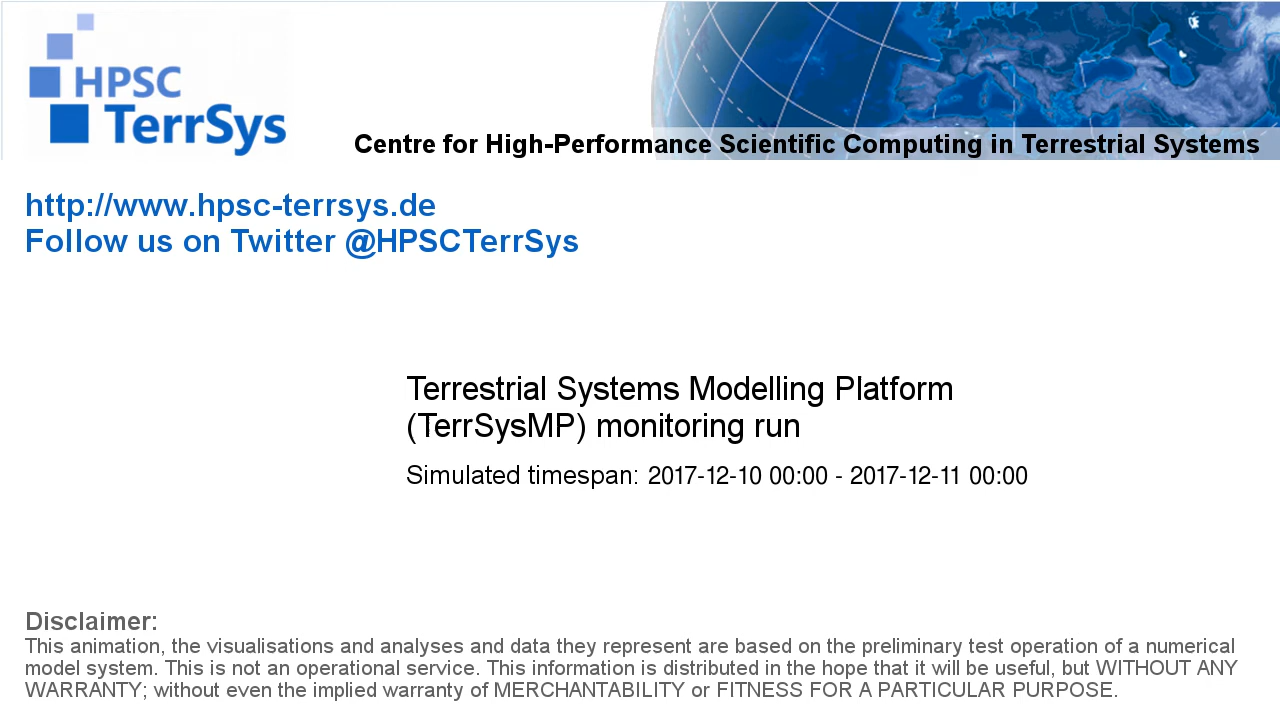 HPSC
TerrSys
Centre for High-Performance Scientific Computing in Terrestrial Systems
http://www.hpsc-terrsys.de
Follow us on Twitter @HPSCTerrSys
Terrestrial Systems Modelling Platform
(TerrSysMP) monitoring run
Simulated timespan: 2017-12-10 00:00 - 2017-12-11 00:00
Disclaimer:
This animation, the visualisations and analyses and data they represent are based on the preliminary test operation of a numerical
model system. This is not an operational service. This information is distributed in the hope that it will be useful, but WITHOUT ANY
WARRANTY; without even the implied warranty of MERCHANTABILITY or FITNESS FOR A PARTICULAR PURPOSE.